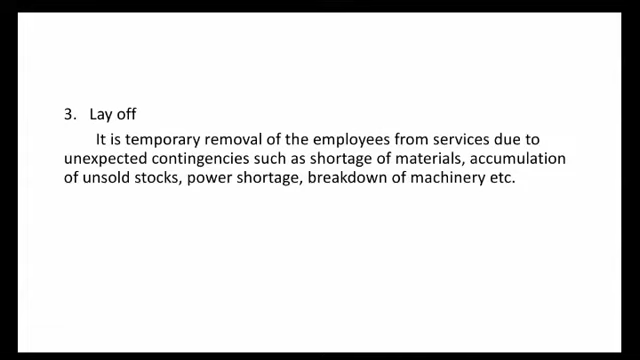 3. Lay off
It is temporary removal of the employees from services due to
unexpected contingencies such as shortage of materials, accumulation
of unsold stocks, power shortage, breakdown of machinery etc.